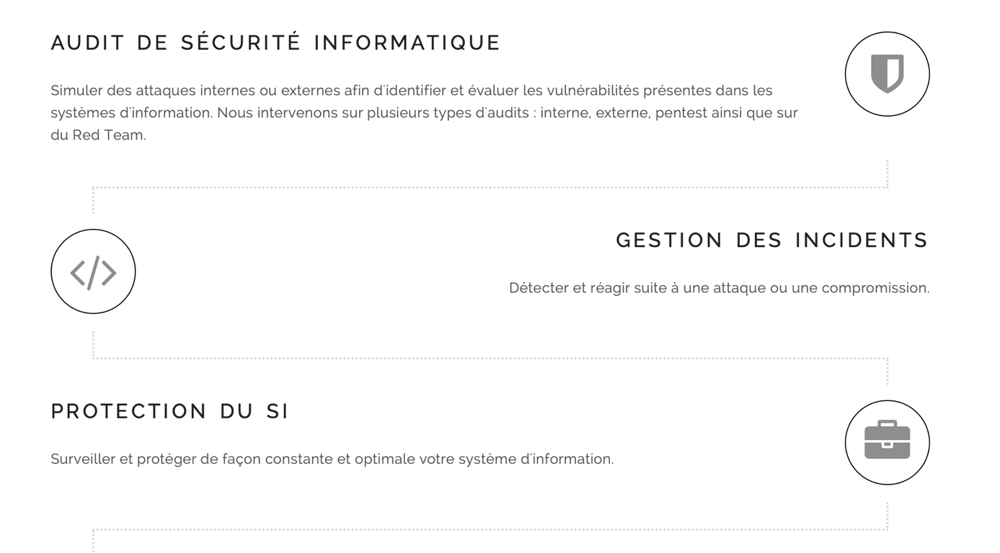 AUDIT DE SÉCURITÉ INFORMATIQUE
Simuler des attaques internes ou externes afin d'identifier et évaluer les vulnérabilités présentes dans les
systèmes d'information. Nous intervenons sur plusieurs types d'audits : interne, externe, pentest ainsi que sur
du Red Team.
GESTION DES INCIDENTS
Détecter et réagir suite à une attaque ou une compromission.
PROTECTION DU SI
Surveiller et protéger de façon constante et optimale votre système d'information.